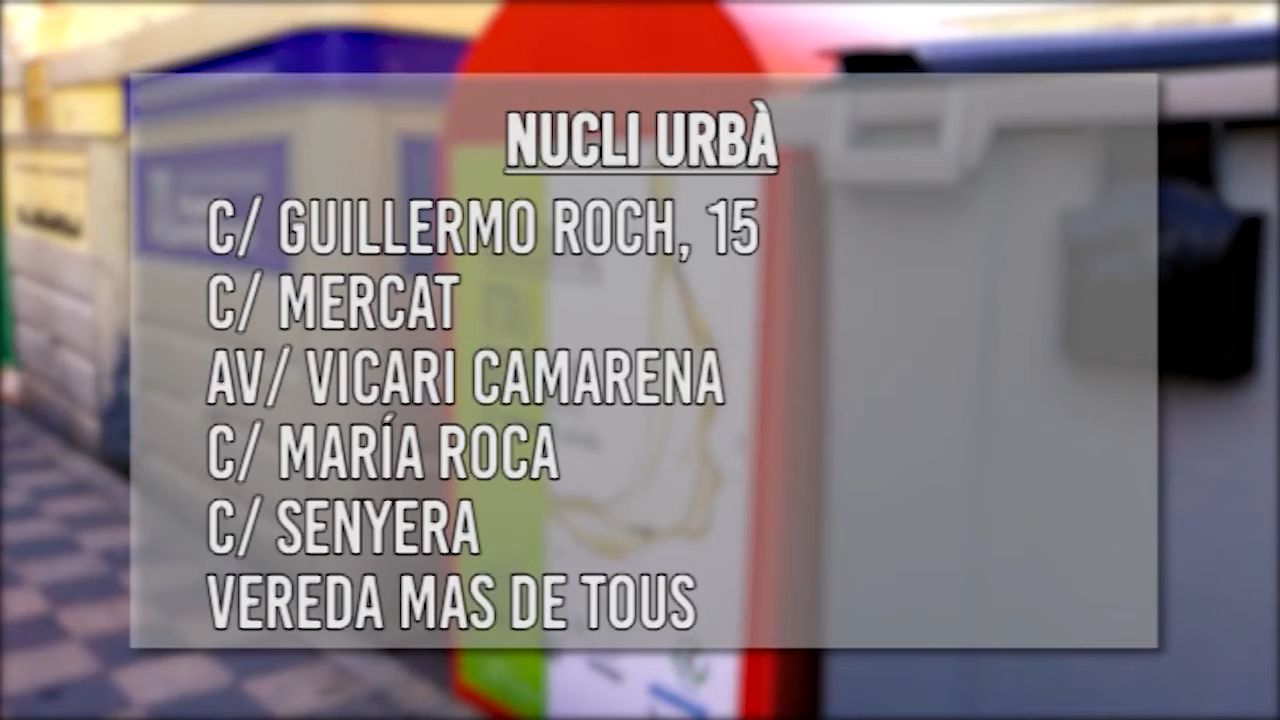 NUCLI URBÀ
C/ GUILLERMO ROCH, 15
C/ MERCAT
AV/ VICARI CAMARENA
C/ MARÍA ROCA
C/ SENYERA
VEREDA MAS DE TOUS